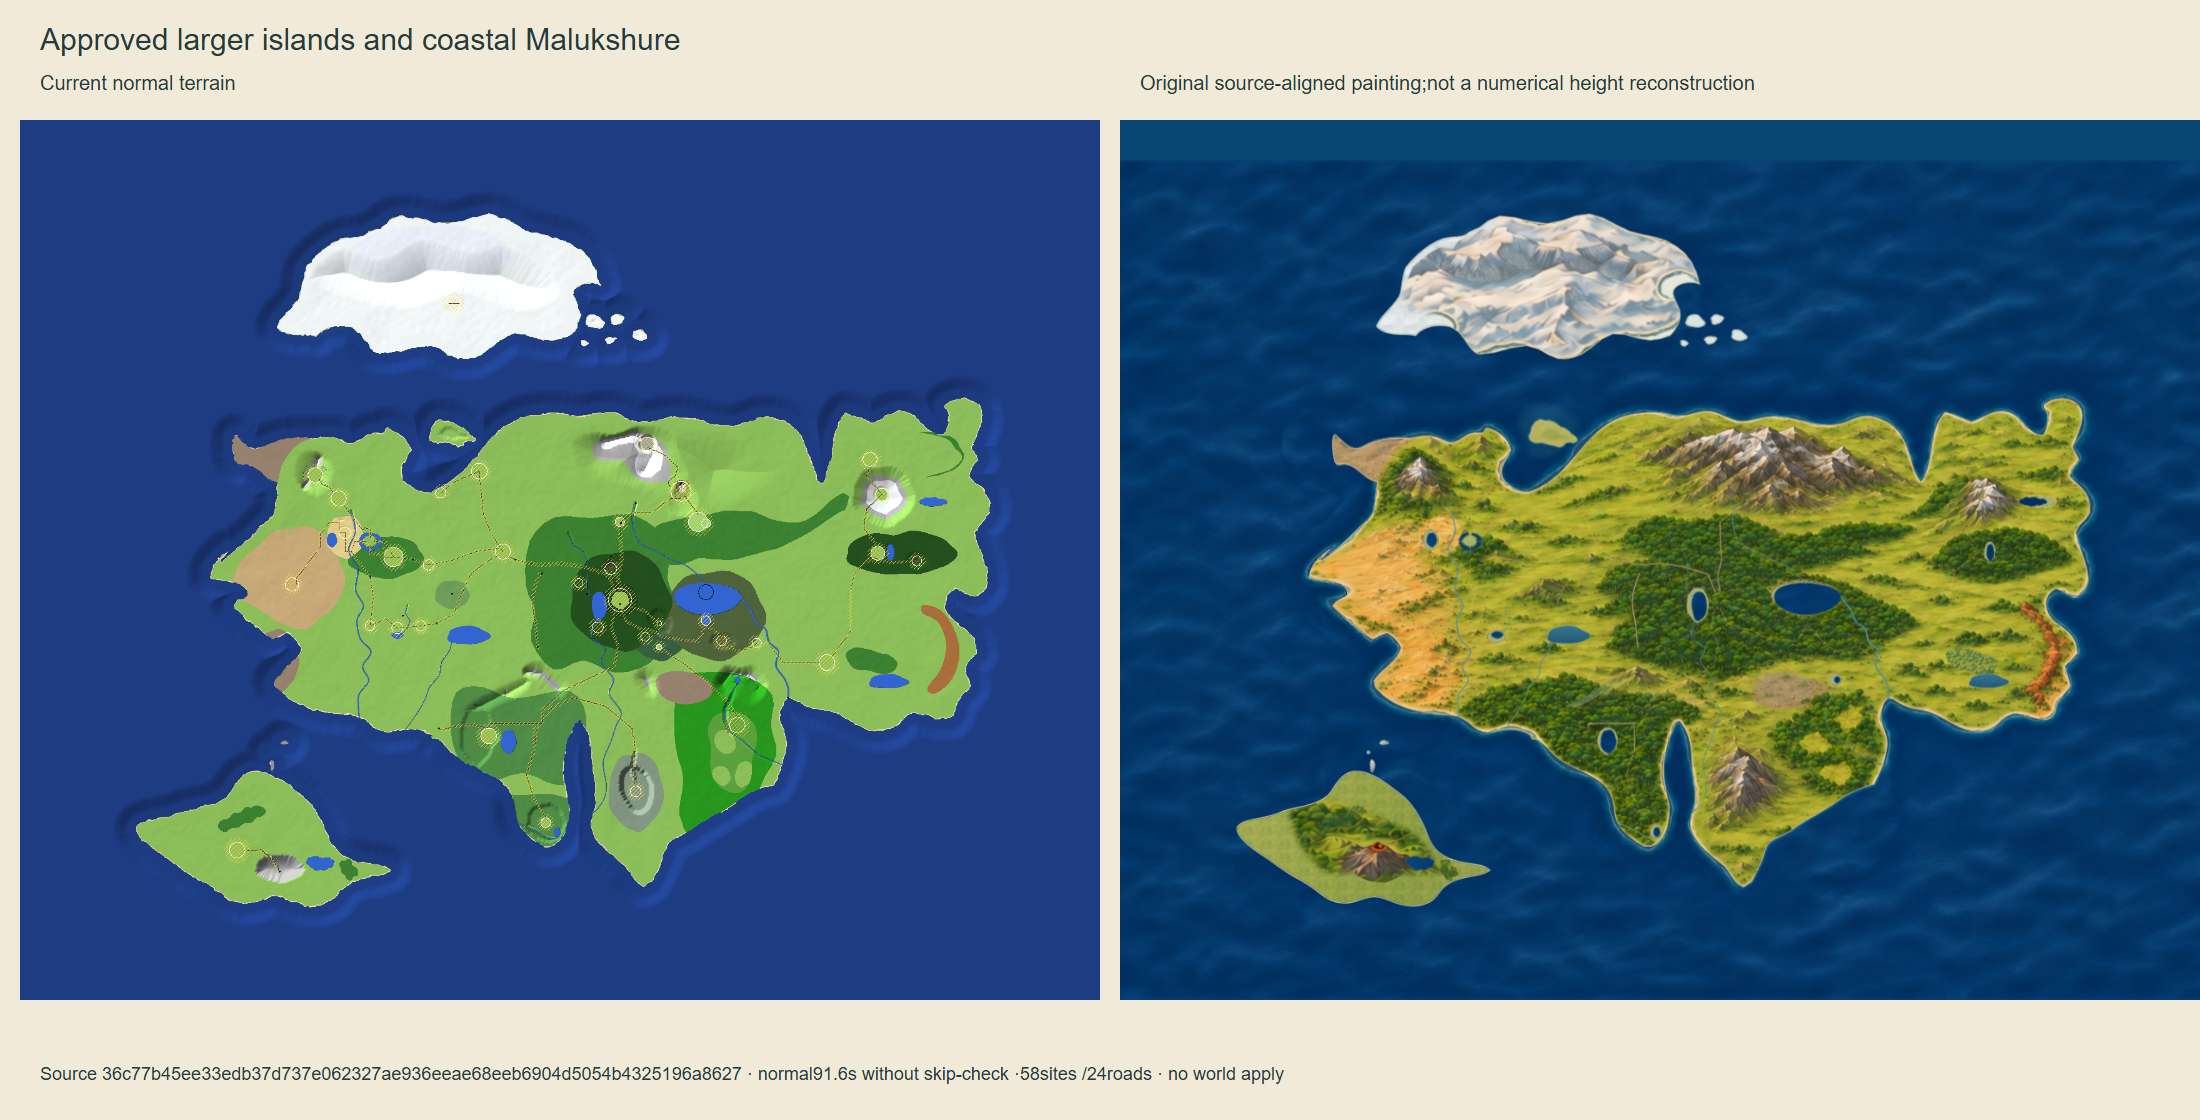 Approved larger islands and coastal Malukshure
Current normal terrain
Original source-aligned painting;not a numerical height reconstruction
Source 36c77b45ee33edb37d737e062327ae936eeae68eeb6904d5054b4325196a8627 · normal91.6s without skip-check ·58sites /24roads · no world apply